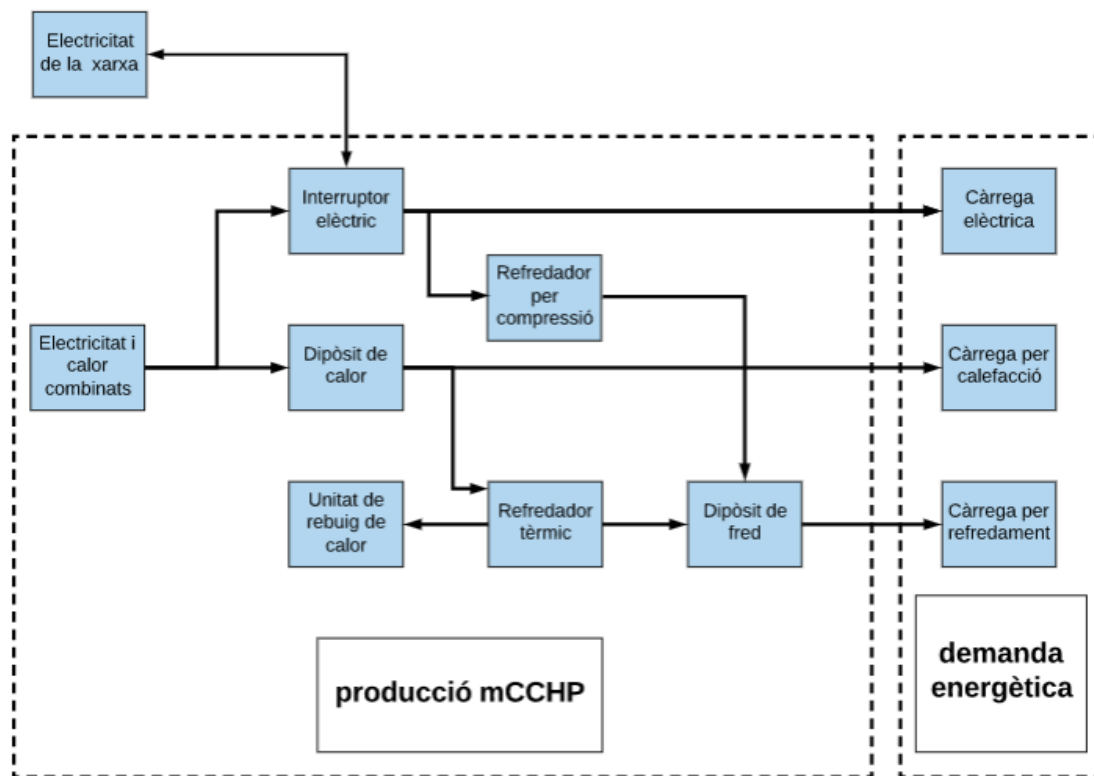 Electricitat
de la xarxa
Interruptor
elèctric
Càrrega
elèctrica
Refredador
per
compressió
Electricitat i
calor
combinats
Dipòsit de
calor
Càrrega per
calefacció
Unitat de
rebuig de
calor
Refredador
tèrmic
Dipòsit de
fred
Càrrega per
refredament
producció mCCHP
demanda
energètica